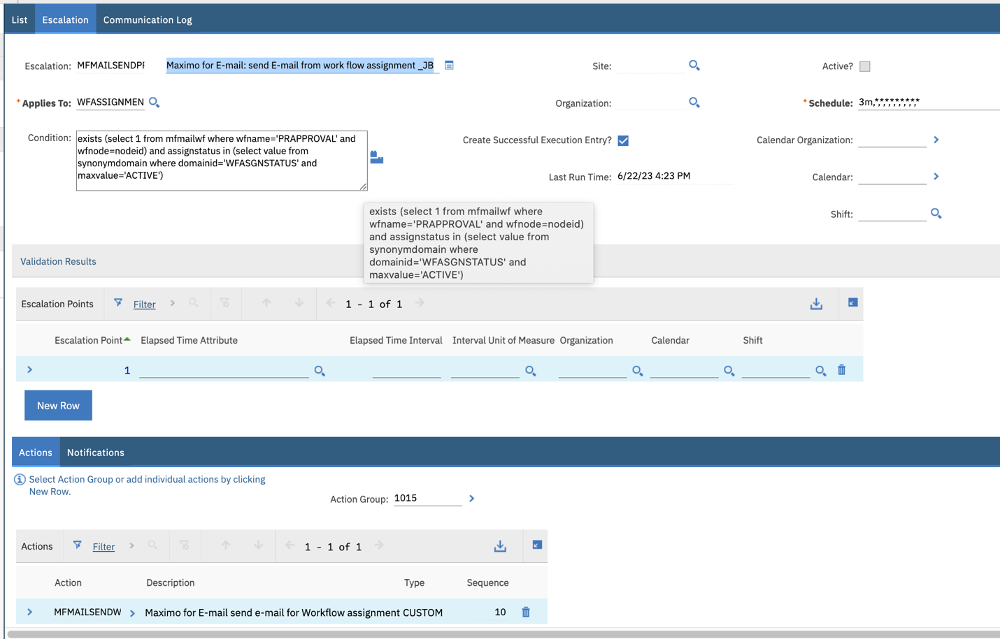 List Escalation Communication Log
Escalation: MFMAILSENDPI Maximo for E-mail: send E-mail from work flow assignment _JB Site: Active?
* Applies To: WFASSIGNMEN Organization: * Schedule: 3m,*,*,*,*,*,*,*,*,*
Condition: exists (select 1 from mfmailwf where wfname='PRAPPROVAL' and
wfnode=nodeid) and assignstatus in (select value from
synonymdomain where domainid='WFASGNSTATUS' and
maxvalue='ACTIVE')
Create Successful Execution Entry? Calendar Organization:
Last Run Time: 6/22/23 4:23 PM Calendar:
Shift:
exists (select 1 from mfmailwf where
wfname='PRAPPROVAL' and wfnode=nodeid)
and assignstatus in (select value from
synonymdomain where
domainid='WFASGNSTATUS' and
maxvalue='ACTIVE')
Validation Results
Escalation Points Filter 1 - 1 of 1
Escalation Point Elapsed Time Attribute Elapsed Time Interval Interval Unit of Measure Organization Calendar Shift
1
New Row
Actions Notifications
Select Action Group or add individual actions by clicking
New Row.
Action Group: 1015
Actions Filter 1 - 1 of 1
Action Description Type Sequence
MFMAILSENDW Maximo for E-mail send e-mail for Workflow assignment CUSTOM 10